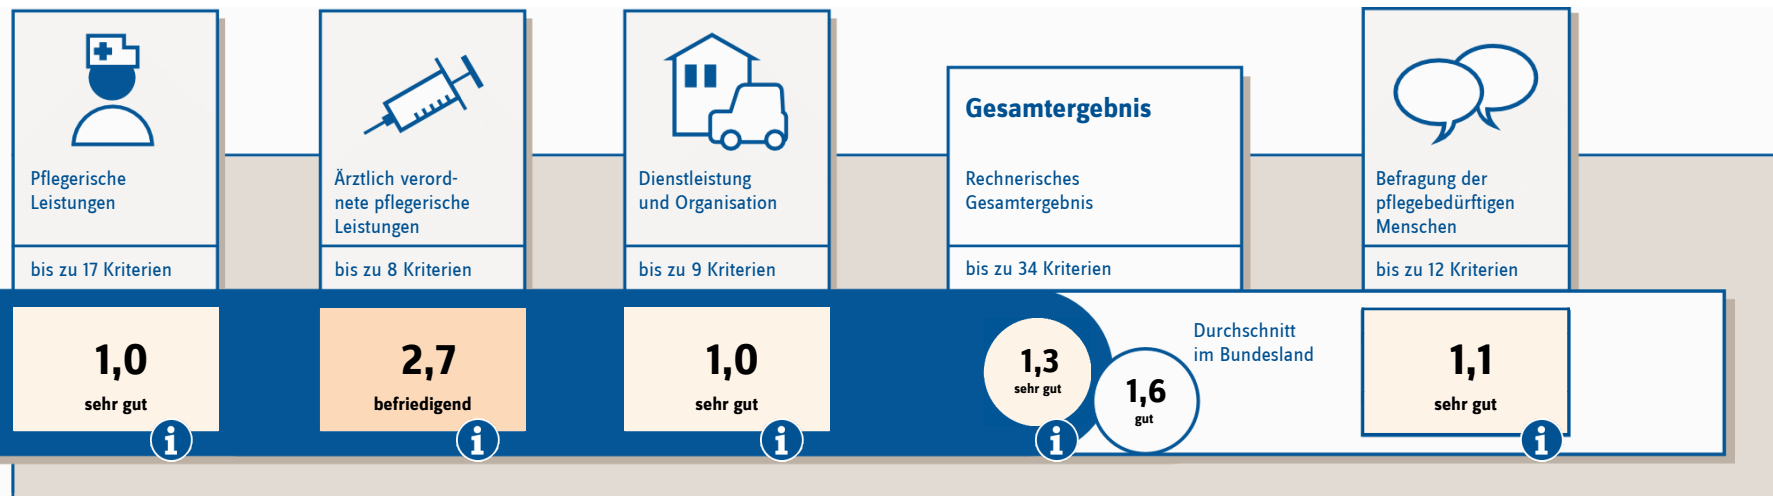 Pflegerische
Leistungen
bis zu 17 Kriterien
1,0
sehr gut
i
Ärztlich verord-
nete pflegerische
Leistungen
bis zu 8 Kriterien
2,7
befriedigend
i
Dienstleistung
und Organisation
bis zu 9 Kriterien
1,0
sehr gut
i
Gesamtergebnis
Rechnerisches
Gesamtergebnis
bis zu 34 Kriterien
1,3
sehr gut
i
1,6
gut
Durchschnitt
im Bundesland
Befragung der
pflegebedürftigen
Menschen
bis zu 12 Kriterien
1,1
sehr gut
i